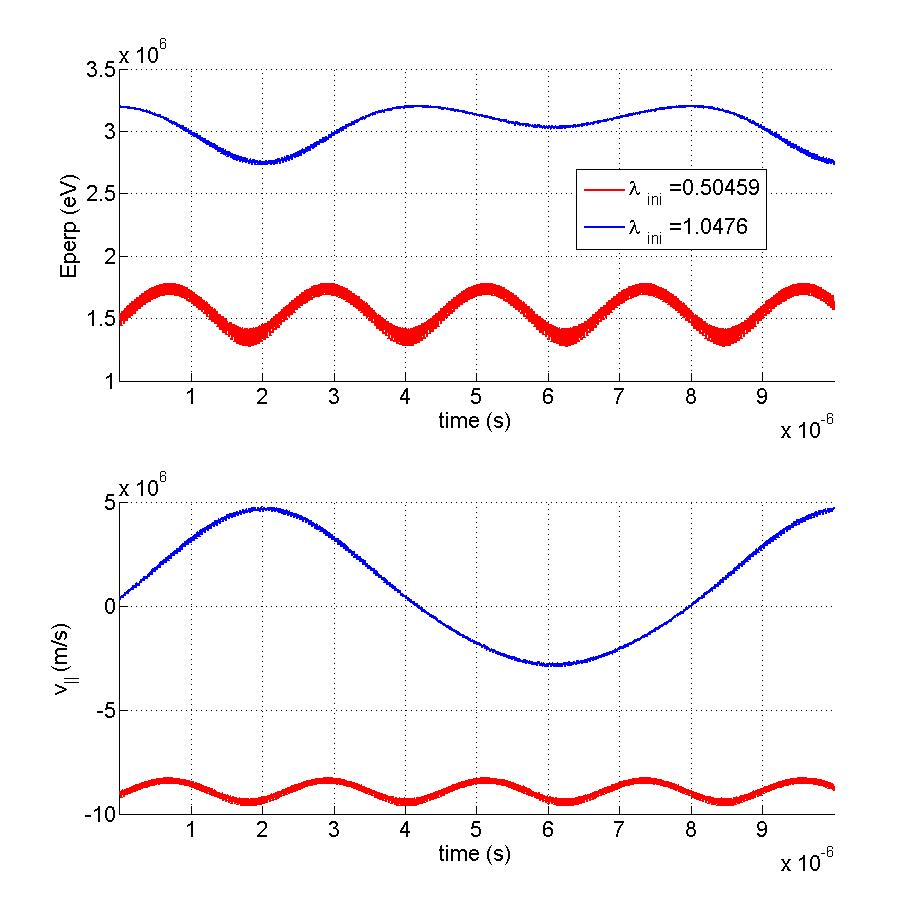 x 10^6
3.5
3
2.5
2
1.5
1
Eperp (eV)
λ ini =0.50459
λ ini =1.0476
1 2 3 4 5 6 7 8 9
time (s)
x 10^-6
x 10^6
5
0
-5
-10
v|| (m/s)
1 2 3 4 5 6 7 8 9
time (s)
x 10^-6